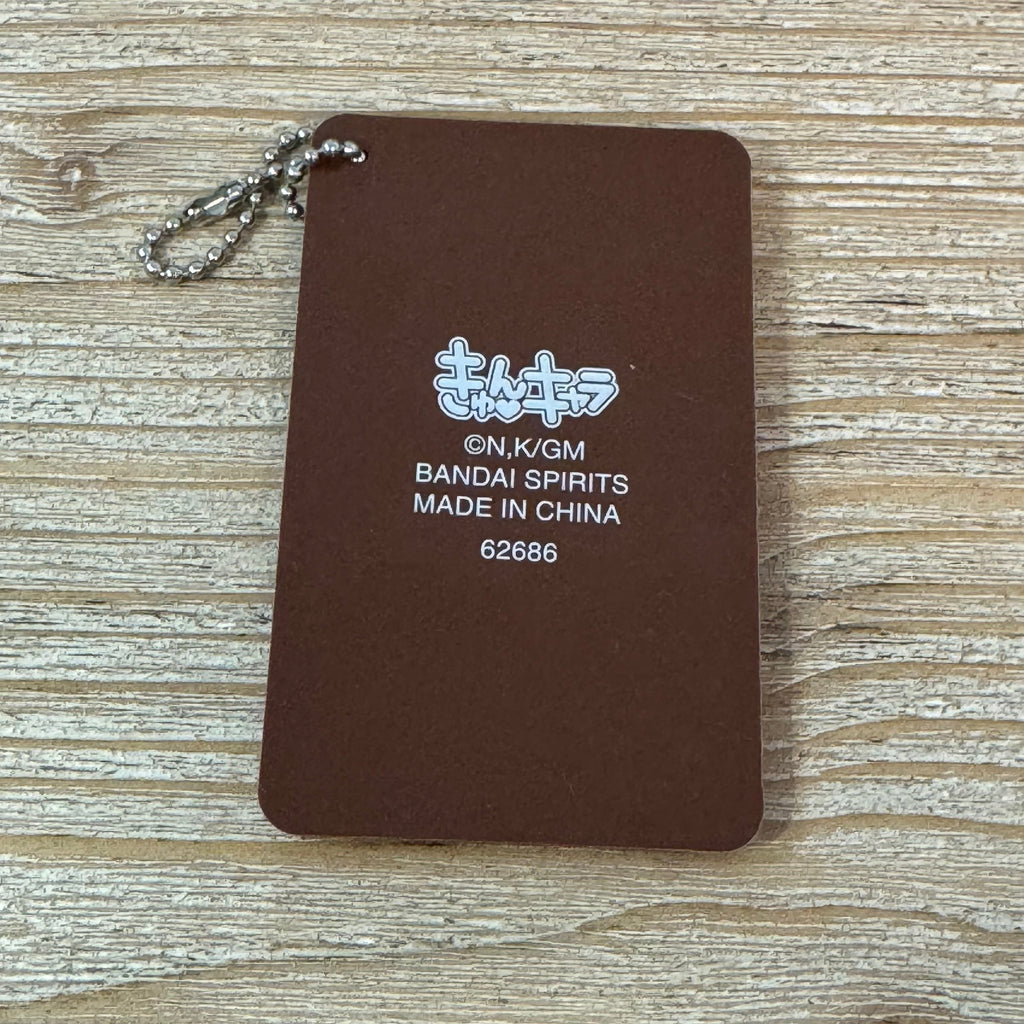 きゅんキャラ
©N,K/GM
BANDAI SPIRITS
MADE IN CHINA
62686